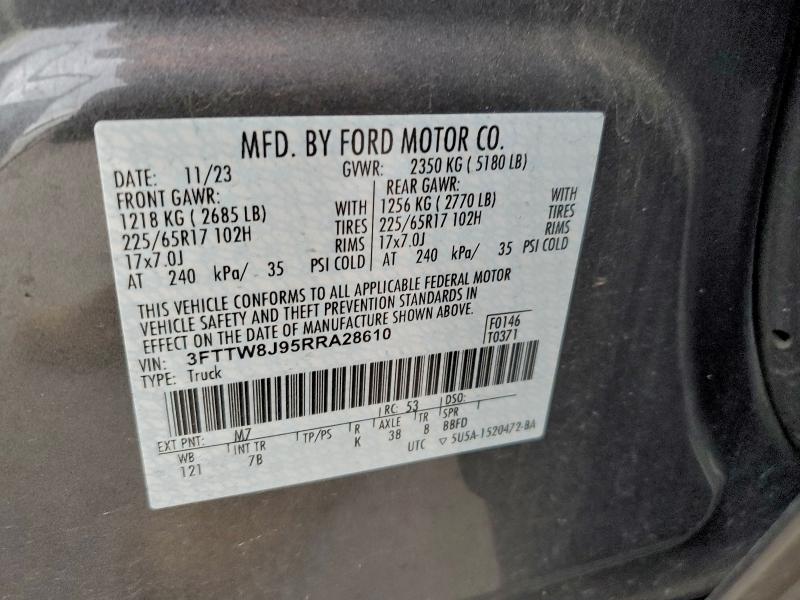 MFD. BY FORD MOTOR CO.
DATE: 11/23 GVWR: 2350 KG ( 5180 LB)
FRONT GAWR: REAR GAWR:
1218 KG ( 2685 LB) WITH 1256 KG ( 2770 LB) WITH
225/65R17 102H TIRES 225/65R17 102H TIRES
17x7.0J RIMS 17x7.0J RIMS
AT 240 kPa/ 35 PSI COLD AT 240 kPa/ 35 PSI COLD
THIS VEHICLE CONFORMS TO ALL APPLICABLE FEDERAL MOTOR
VEHICLE SAFETY AND THEFT PREVENTION STANDARDS IN
EFFECT ON THE DATE OF MANUFACTURE SHOWN ABOVE.
VIN: 3FTTW8J95RRA28610 F0146
TYPE: Truck T0371
EXT PNT: M7 RC: 53 DSO:
WB INT TR TP/PS R AXLE TR SPR
121 7B K 38 8 BBFD
UTC ▽ 5U5A-1520472-BA